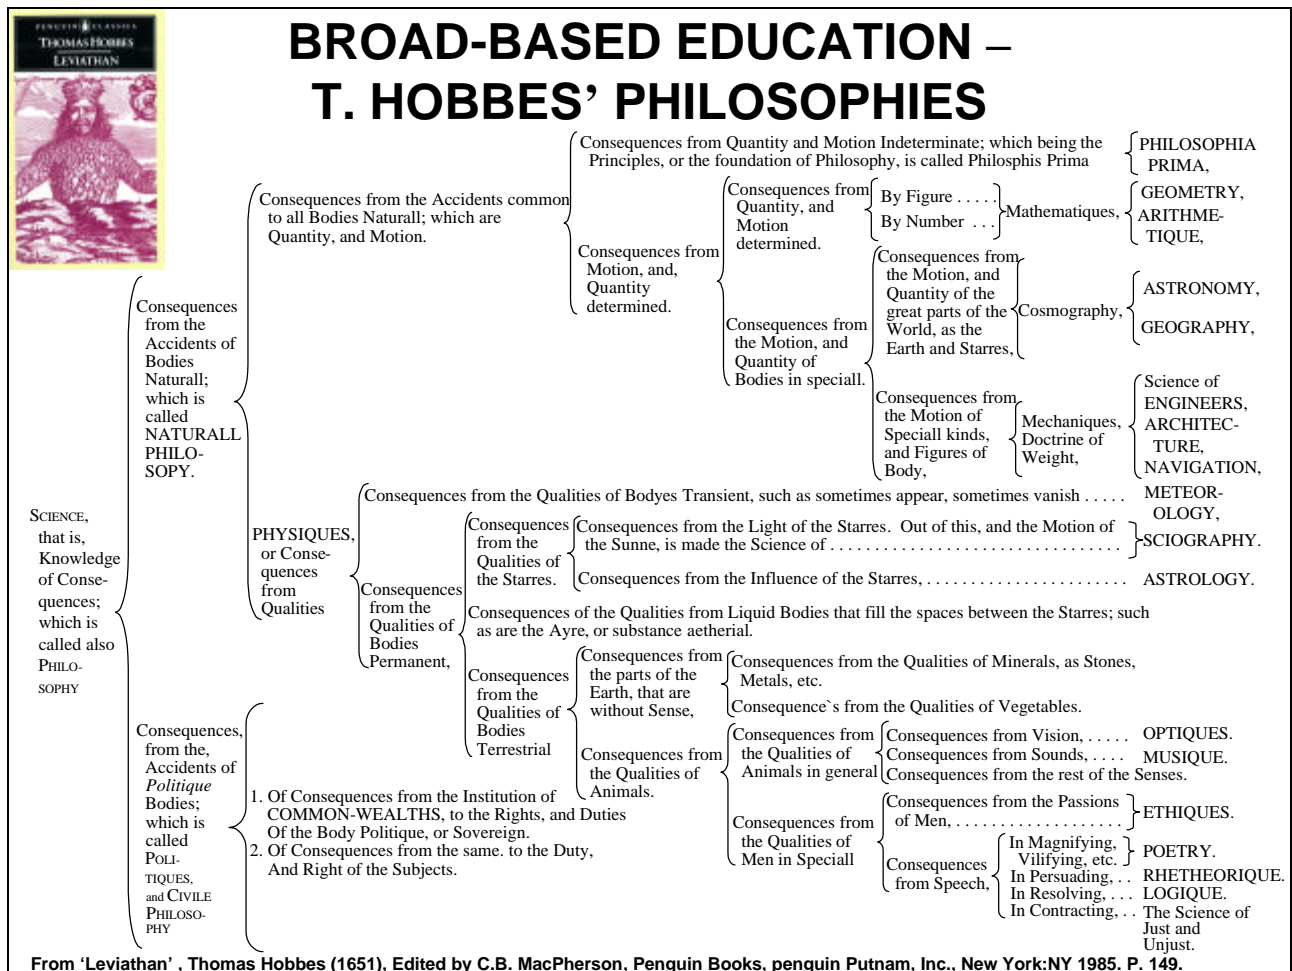 PENGUIN CLASSICS
THOMAS HOBBES
LEVIATHAN
BROAD-BASED EDUCATION –
T. HOBBES’ PHILOSOPHIES
SCIENCE,
that is,
Knowledge
of Conse-
quences;
which is
called also
PHILO-
SOPHY
Consequences
from the
Accidents of
Bodies
Naturall;
which is
called
NATURALL
PHILO-
SOPY.
Consequences from the Accidents common
to all Bodies Naturall; which are
Quantity, and Motion.
Consequences from Quantity and Motion Indeterminate; which being the
Principles, or the foundation of Philosophy, is called Philosphis Prima
PHILOSOPHIA
PRIMA,
Consequences from
Motion, and,
Quantity
determined.
Consequences from
Quantity, and
Motion
determined.
By Figure . . . . .
By Number . . .
Mathematiques,
GEOMETRY,
ARITHME-
TIQUE,
Consequences from
the Motion, and
Quantity of
Bodies in speciall.
Consequences from
the Motion, and
Quantity of the
great parts of the
World, as the
Earth and Starres,
Cosmography,
ASTRONOMY,
GEOGRAPHY,
Consequences from
the Motion of
Speciall kinds,
and Figures of
Body,
Mechaniques,
Doctrine of
Weight,
Science of
ENGINEERS,
ARCHITEC-
TURE,
NAVIGATION,
PHYSIQUES,
or Conse-
quences
from
Qualities
Consequences from the Qualities of Bodyes Transient, such as sometimes appear, sometimes vanish . . . . .
METEOR-
OLOGY,
Consequences
from the
Qualities of
Bodies
Permanent,
Consequences
from the
Qualities of
the Starres.
Consequences from the Light of the Starres. Out of this, and the Motion of
the Sunne, is made the Science of . . . . . . . . . . . . . . . . . . . . . . . . . . . . . . . . .
SCIOGRAPHY.
Consequences from the Influence of the Starres, . . . . . . . . . . . . . . . . . . . . . . .
ASTROLOGY.
Consequences of the Qualities from Liquid Bodies that fill the spaces between the Starres; such
as are the Ayre, or substance aetherial.
Consequences
from the
Qualities of
Bodies
Terrestrial
Consequences from
the parts of the
Earth, that are
without Sense,
Consequences from the Qualities of Minerals, as Stones,
Metals, etc.
Consequence`s from the Qualities of Vegetables.
Consequences from
the Qualities of
Animals.
Consequences from
the Qualities of
Animals in general
Consequences from Vision, . . . . .
OPTIQUES.
Consequences from Sounds, . . . .
MUSIQUE.
Consequences from the rest of the Senses.
Consequences from
the Qualities of
Men in Speciall
Consequences from the Passions
of Men, . . . . . . . . . . . . . . . . . . .
ETHIQUES.
Consequences
from Speech,
In Magnifying,
Vilifying, etc.
POETRY.
In Persuading, . .
RHETHEORIQUE.
In Resolving, . . .
LOGIQUE.
In Contracting, . .
The Science of
Just and
Unjust.
Consequences,
from the,
Accidents of
Politique
Bodies;
which is
called
POLI-
TIQUES,
and CIVILE
PHILOSO-
PHY
1. Of Consequences from the Institution of
COMMON-WEALTHS, to the Rights, and Duties
Of the Body Politique, or Sovereign.
2. Of Consequences from the same. to the Duty,
And Right of the Subjects.
From ‘Leviathan’ , Thomas Hobbes (1651), Edited by C.B. MacPherson, Penguin Books, penguin Putnam, Inc., New York:NY 1985. P. 149.